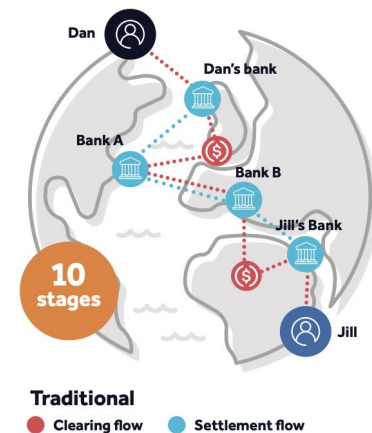 Dan
Dan's bank
Bank A
$
Bank B
Jill's Bank
$
10
stages
Jill
Traditional
Clearing flow
Settlement flow